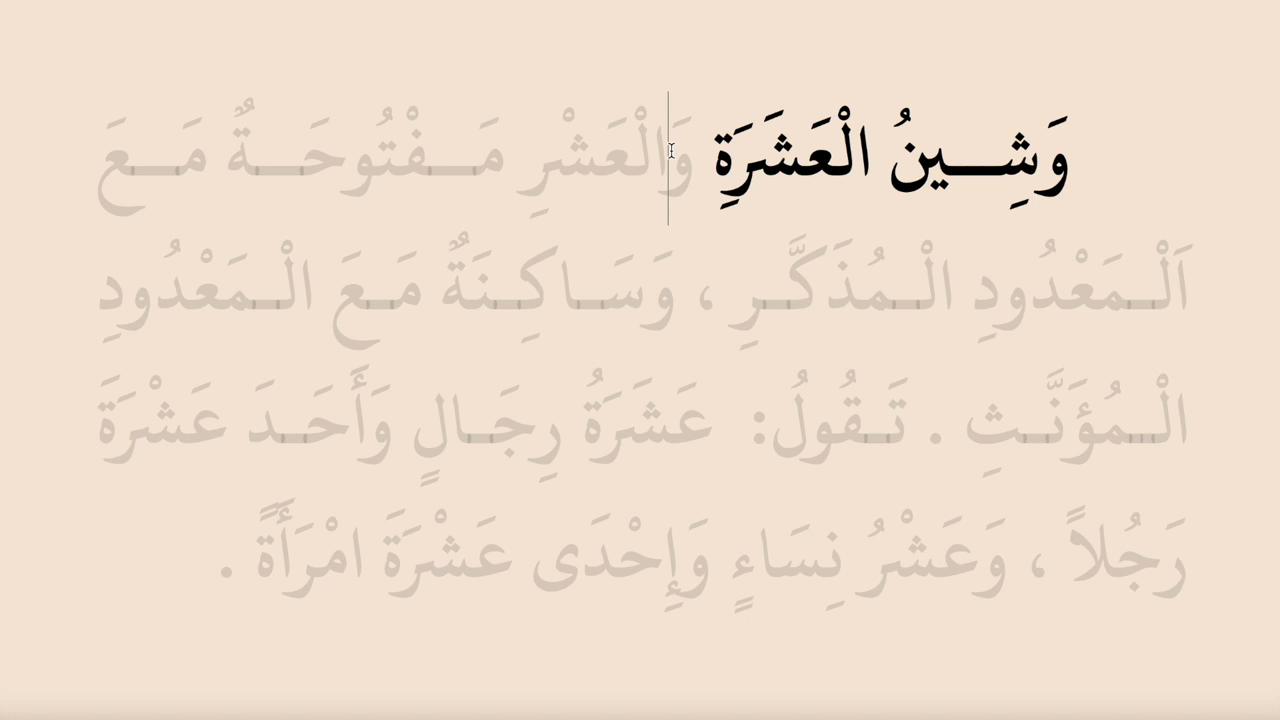 وَشِــينُ الْعَشَرَةِ وَالْعَشْرِ مَــفْتُوحَــةٌ مَــعَ
اَلْـمَعْدُودِ الْـمُذَكَّـرِ ، وَسَـاكِـنَةٌ مَـعَ الْـمَعْدُودِ
الْـمُؤَنَّـثِ . تَـقُولُ: عَشَرَةُ رِجَـالٍ وَأَحَـدَ عَشْرَةَ
رَجُلاً ، وَعَشْرُ نِسَاءٍ وَإِحْدَى عَشْرَةَ امْرَأَةً .